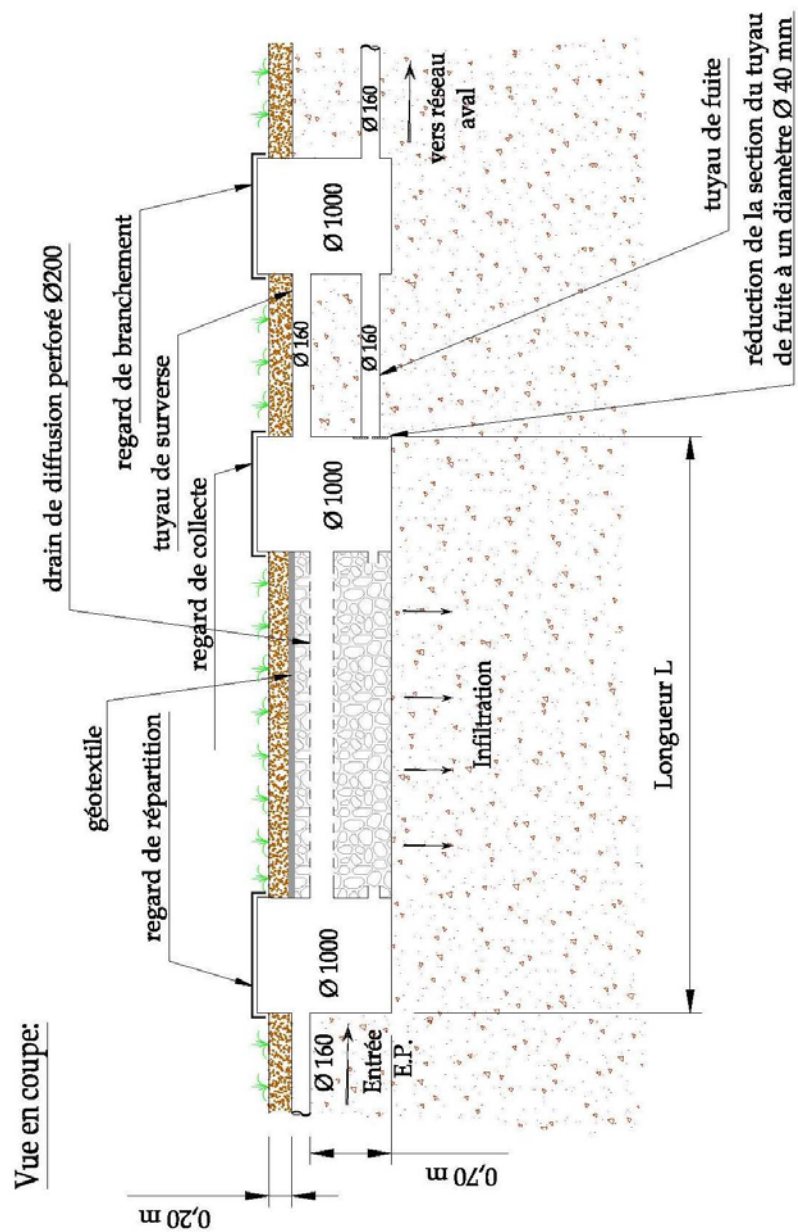 Vue en coupe:
drain de diffusion perforé Ø200
regard de branchement
géotextile
tuyau de surverse
regard de répartition
regard de collecte
0,20 m
Ø 160
Ø 1000
Ø 1000
Ø 160
Ø 160
Ø 1000
Ø 160
Entrée
E.P.
vers réseau
aval
0,70 m
Infiltration
tuyau de fuite
Longueur L
réduction de la section du tuyau
de fuite à un diamètre Ø 40 mm